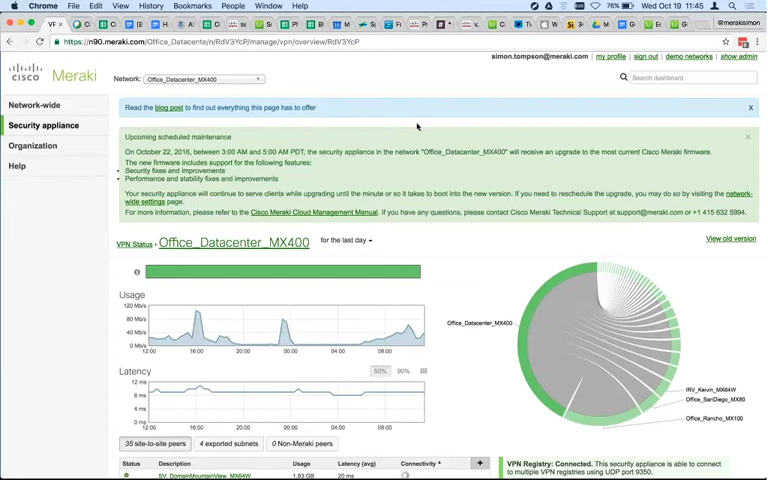 Chrome File Edit View History Bookmarks People Window Help
76% Wed Oct 19 11:45
@merakisimon
https://n90.meraki.com/Office_Datacente/n/RdV3YcP/manage/vpn/overview/RdV3YcP
simon.tompson@meraki.com my profile sign out demo networks show admin
CISCO Meraki
Network: Office_Datacenter_MX400
Search dashboard
Network-wide
Security appliance
Organization
Help
Read the blog post to find out everything this page has to offer X
Upcoming scheduled maintenance
On October 22, 2016, between 3:00 AM and 5:00 AM PDT, the security appliance in the network "Office_Datacenter_MX400" will receive an upgrade to the most current Cisco Meraki firmware.
The new firmware includes support for the following features:
Security fixes and improvements
Performance and stability fixes and improvements
Your security appliance will continue to serve clients while upgrading until the minute or so it takes to boot into the new version. If you need to reschedule the upgrade, you may do so by visiting the network-
wide settings page.
For more information, please refer to the Cisco Meraki Cloud Management Manual. If you have any questions, please contact Cisco Meraki Technical Support at support@meraki.com or +1 415 632 5994.
VPN Status › Office_Datacenter_MX400 for the last day
View old version
Usage
120 Mb/s
80 Mb/s
40 Mb/s
0 Mb/s
12:00 16:00 20:00 00:00 04:00 08:00
Latency 50% 90%
12 ms
8 ms
4 ms
0 ms
12:00 16:00 20:00 00:00 04:00 08:00
Office_Datacenter_MX400
IRV_Kelvin_MX64W
Office_SanDiego_MX80
Office_Rancho_MX100
35 site-to-site peers 4 exported subnets 0 Non-Meraki peers
Status Description Usage Latency (avg) Connectivity +
SV_DomainMountainView_MX64W 1.83 GB 20 ms
VPN Registry: Connected. This security appliance is able to connect
to multiple VPN registries using UDP port 9350.